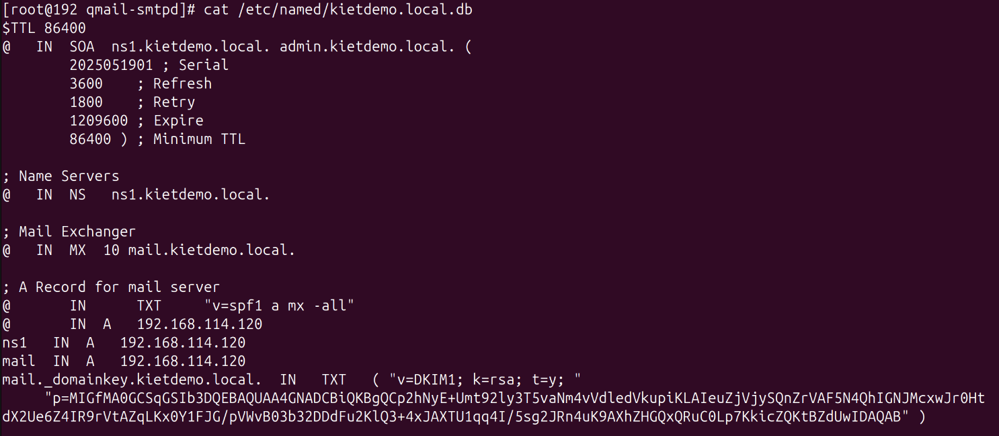 [root@192 qmail-smtpd]# cat /etc/named/kietdemo.local.db
$TTL 86400
@   IN  SOA  ns1.kietdemo.local. admin.kietdemo.local. (
        2025051901 ; Serial
        3600    ; Refresh
        1800    ; Retry
        1209600 ; Expire
        86400 ) ; Minimum TTL

; Name Servers
@   IN  NS   ns1.kietdemo.local.

; Mail Exchanger
@   IN  MX  10 mail.kietdemo.local.

; A Record for mail server
@       IN      TXT     "v=spf1 a mx -all"
@       IN  A   192.168.114.120
ns1   IN  A   192.168.114.120
mail  IN  A   192.168.114.120
mail._domainkey.kietdemo.local.  IN   TXT   ( "v=DKIM1; k=rsa; t=y; "
     "p=MIGfMA0GCSqGSIb3DQEBAQUAA4GNADCBiQKBgQCp2hNyE+Umt92ly3T5vaNm4vVdledVkupiKLAIeuZjVjySQnZrVAF5N4QhIGNJMcxwJr0Ht
dX2Ue6Z4IR9rVtAZqLKx0Y1FJG/pVWvB03b32DDdFu2KlQ3+4xJAXTU1qq4I/5sg2JRn4uK9AXhZHGQxQRuC0Lp7KkicZQKtBZdUwIDAQAB" )